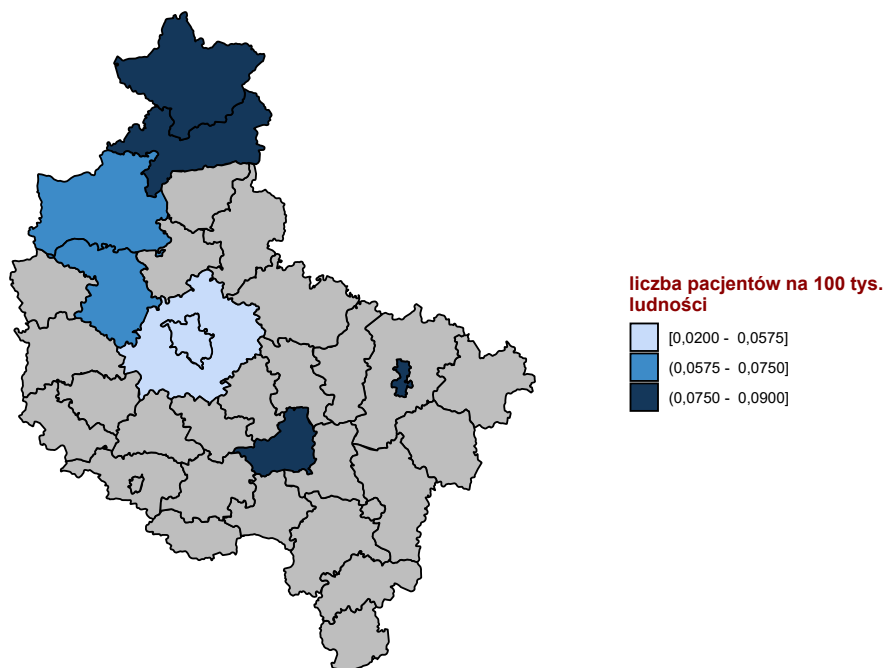 liczba pacjentów na 100 tys.
ludności
[0,0200 - 0,0575]
(0,0575 - 0,0750]
(0,0750 - 0,0900]